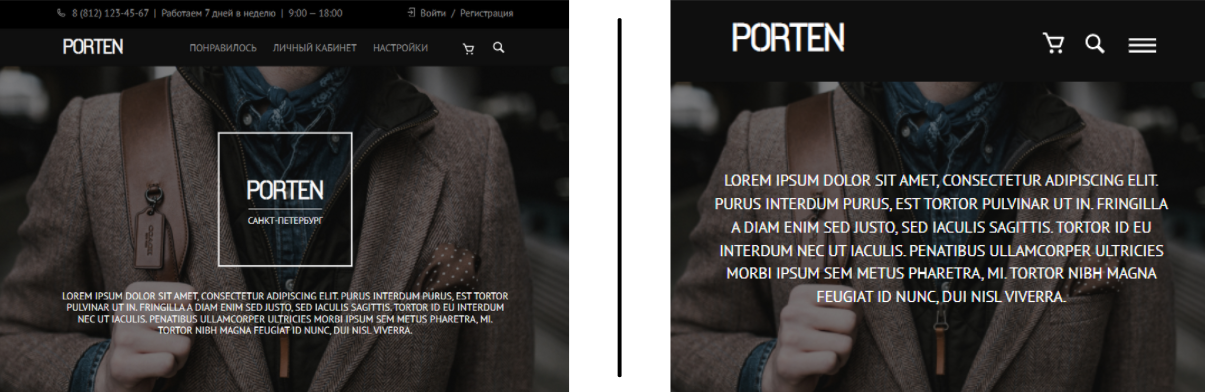 8 (812) 123-45-67 | Работаем 7 дней в неделю | 9:00 – 18:00 Войти / Регистрация
PORTEN ПОНРАВИЛОСЬ ЛИЧНЫЙ КАБИНЕТ НАСТРОЙКИ
PORTEN
САНКТ-ПЕТЕРБУРГ
LOREM IPSUM DOLOR SIT AMET, CONSECTETUR ADIPISCING ELIT. PURUS INTERDUM PURUS, EST TORTOR
PULVINAR UT IN. FRINGILLA A DIAM ENIM SED JUSTO, SED IACULIS SAGITTIS. TORTOR ID EU INTERDUM
NEC UT IACULIS. PENATIBUS ULLAMCORPER ULTRICIES MORBI IPSUM SEM METUS PHARETRA, MI.
TORTOR NIBH MAGNA FEUGIAT ID NUNC, DUI NISL VIVERRA.
PORTEN
LOREM IPSUM DOLOR SIT AMET, CONSECTETUR ADIPISCING ELIT.
PURUS INTERDUM PURUS, EST TORTOR PULVINAR UT IN. FRINGILLA
A DIAM ENIM SED JUSTO, SED IACULIS SAGITTIS. TORTOR ID EU
INTERDUM NEC UT IACULIS. PENATIBUS ULLAMCORPER ULTRICIES
MORBI IPSUM SEM METUS PHARETRA, MI. TORTOR NIBH MAGNA
FEUGIAT ID NUNC, DUI NISL VIVERRA.